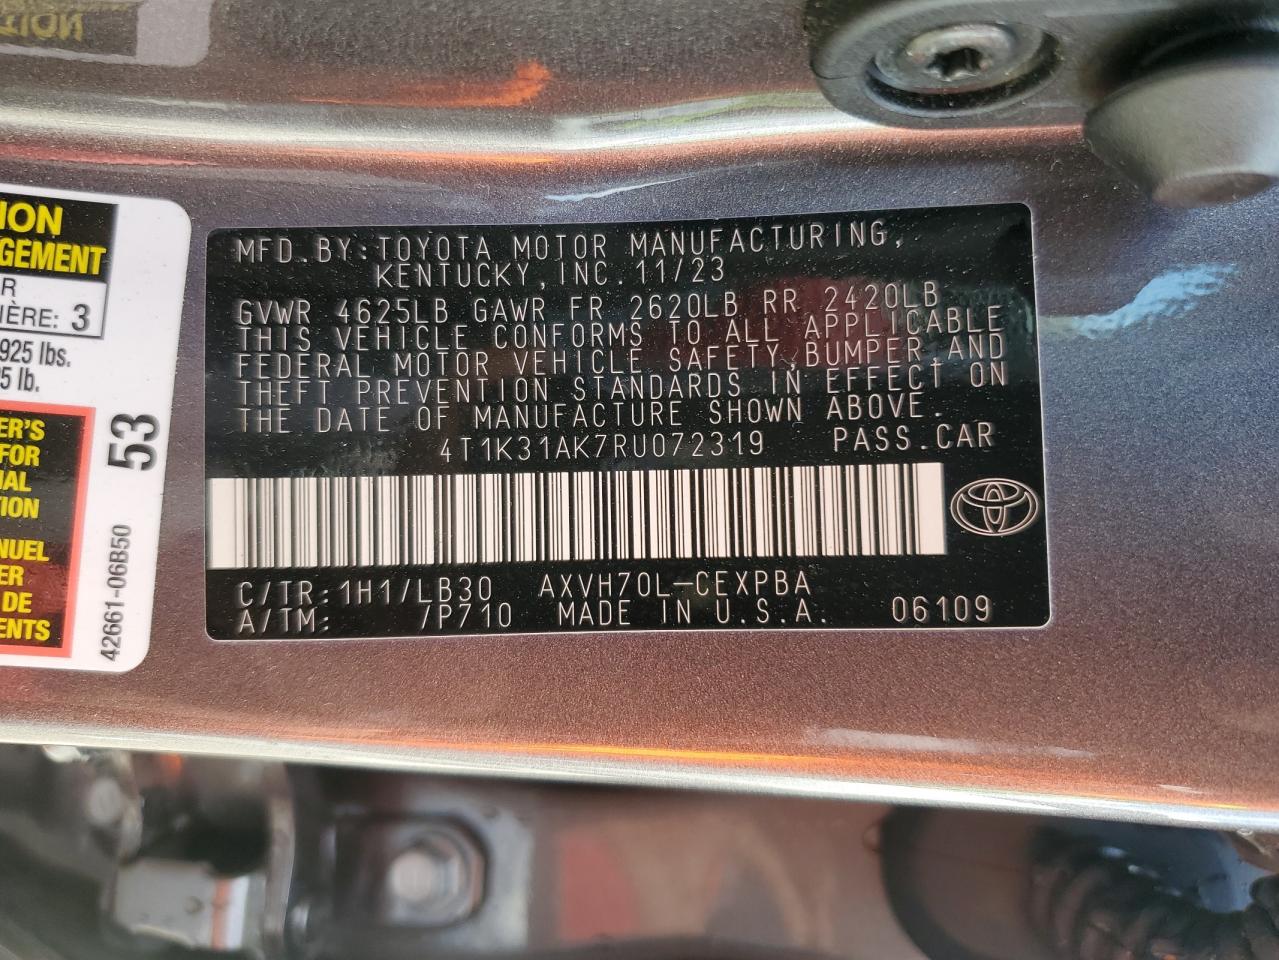 NOIT
ION
GEMENT
R
IÈRE: 3
925 lbs.
5 lb.
ER'S
FOR
AL
ION
NUEL
ER
DE
ENTS
53
42661-06B50
MFD.BY:TOYOTA MOTOR MANUFACTURING,
KENTUCKY,INC.11/23
GVWR 4625LB GAWR FR 2620LB RR 2420LB
THIS VEHICLE CONFORMS TO ALL APPLICABLE
FEDERAL MOTOR VEHICLE SAFETY,BUMPER,AND
THEFT PREVENTION STANDARDS IN EFFECT ON
THE DATE OF MANUFACTURE SHOWN ABOVE.
4T1K31AK7RU072319 PASS.CAR
C/TR:1H1/LB30 AXVH70L-CEXPBA
A/TM: /P710 MADE IN U.S.A. 06109